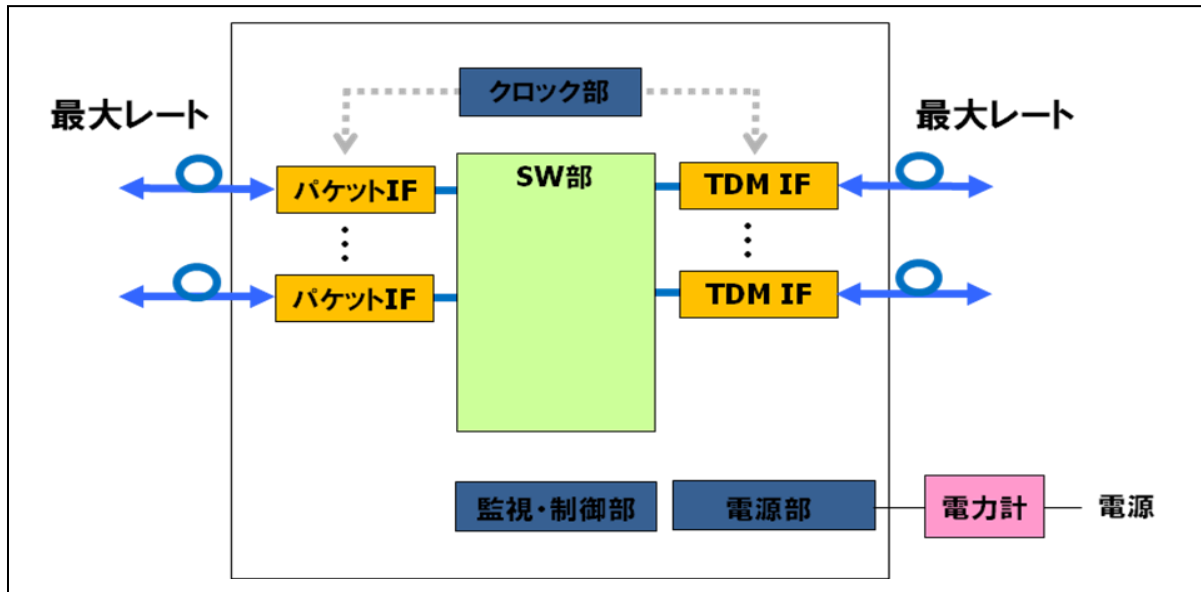 クロック部
最大レート
最大レート
パケットIF
SW部
TDM IF
パケットIF
TDM IF
監視・制御部
電源部
電力計
電源